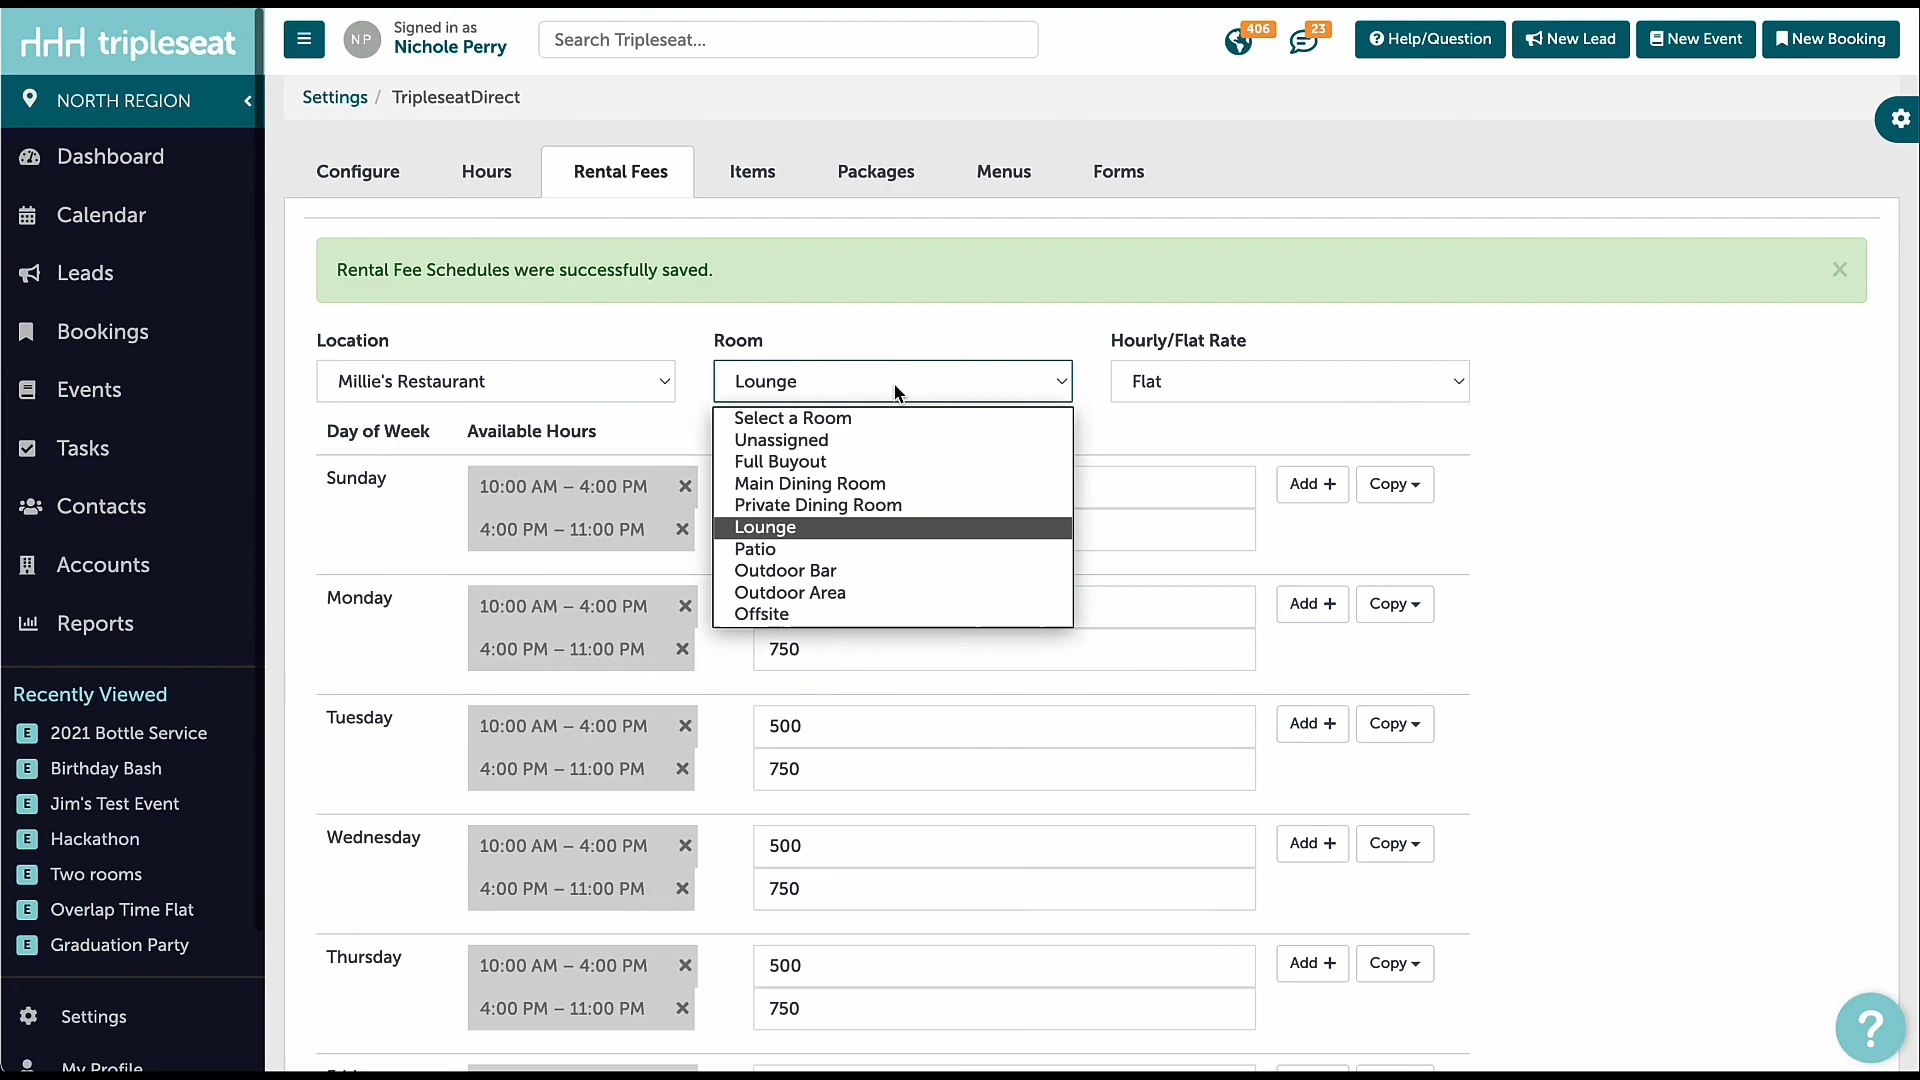 tripleseat
NP
Signed in as
Nichole Perry
Search Tripleseat...
406
23
Help/Question
New Lead
New Event
New Booking
NORTH REGION
Dashboard
Calendar
Leads
Bookings
Events
Tasks
Contacts
Accounts
Reports
Recently Viewed
E 2021 Bottle Service
E Birthday Bash
E Jim's Test Event
E Hackathon
E Two rooms
E Overlap Time Flat
E Graduation Party
Settings
My Profile
Settings / TripleseatDirect
Configure
Hours
Rental Fees
Items
Packages
Menus
Forms
Rental Fee Schedules were successfully saved.
Location
Millie's Restaurant
Room
Lounge
Hourly/Flat Rate
Flat
Select a Room
Unassigned
Full Buyout
Main Dining Room
Private Dining Room
Lounge
Patio
Outdoor Bar
Outdoor Area
Offsite
Day of Week
Available Hours
Sunday
10:00 AM – 4:00 PM
4:00 PM – 11:00 PM
Add +
Copy
Monday
10:00 AM – 4:00 PM
4:00 PM – 11:00 PM
750
Add +
Copy
Tuesday
10:00 AM – 4:00 PM
500
4:00 PM – 11:00 PM
750
Add +
Copy
Wednesday
10:00 AM – 4:00 PM
500
4:00 PM – 11:00 PM
750
Add +
Copy
Thursday
10:00 AM – 4:00 PM
500
4:00 PM – 11:00 PM
750
Add +
Copy